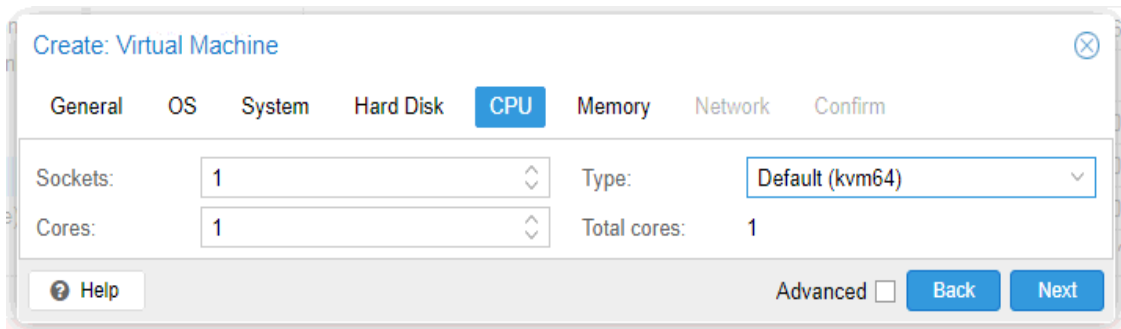 Create: Virtual Machine
General OS System Hard Disk CPU Memory Network Confirm
Sockets: 1 Type: Default (kvm64)
Cores: 1 Total cores: 1
Help Advanced Back Next